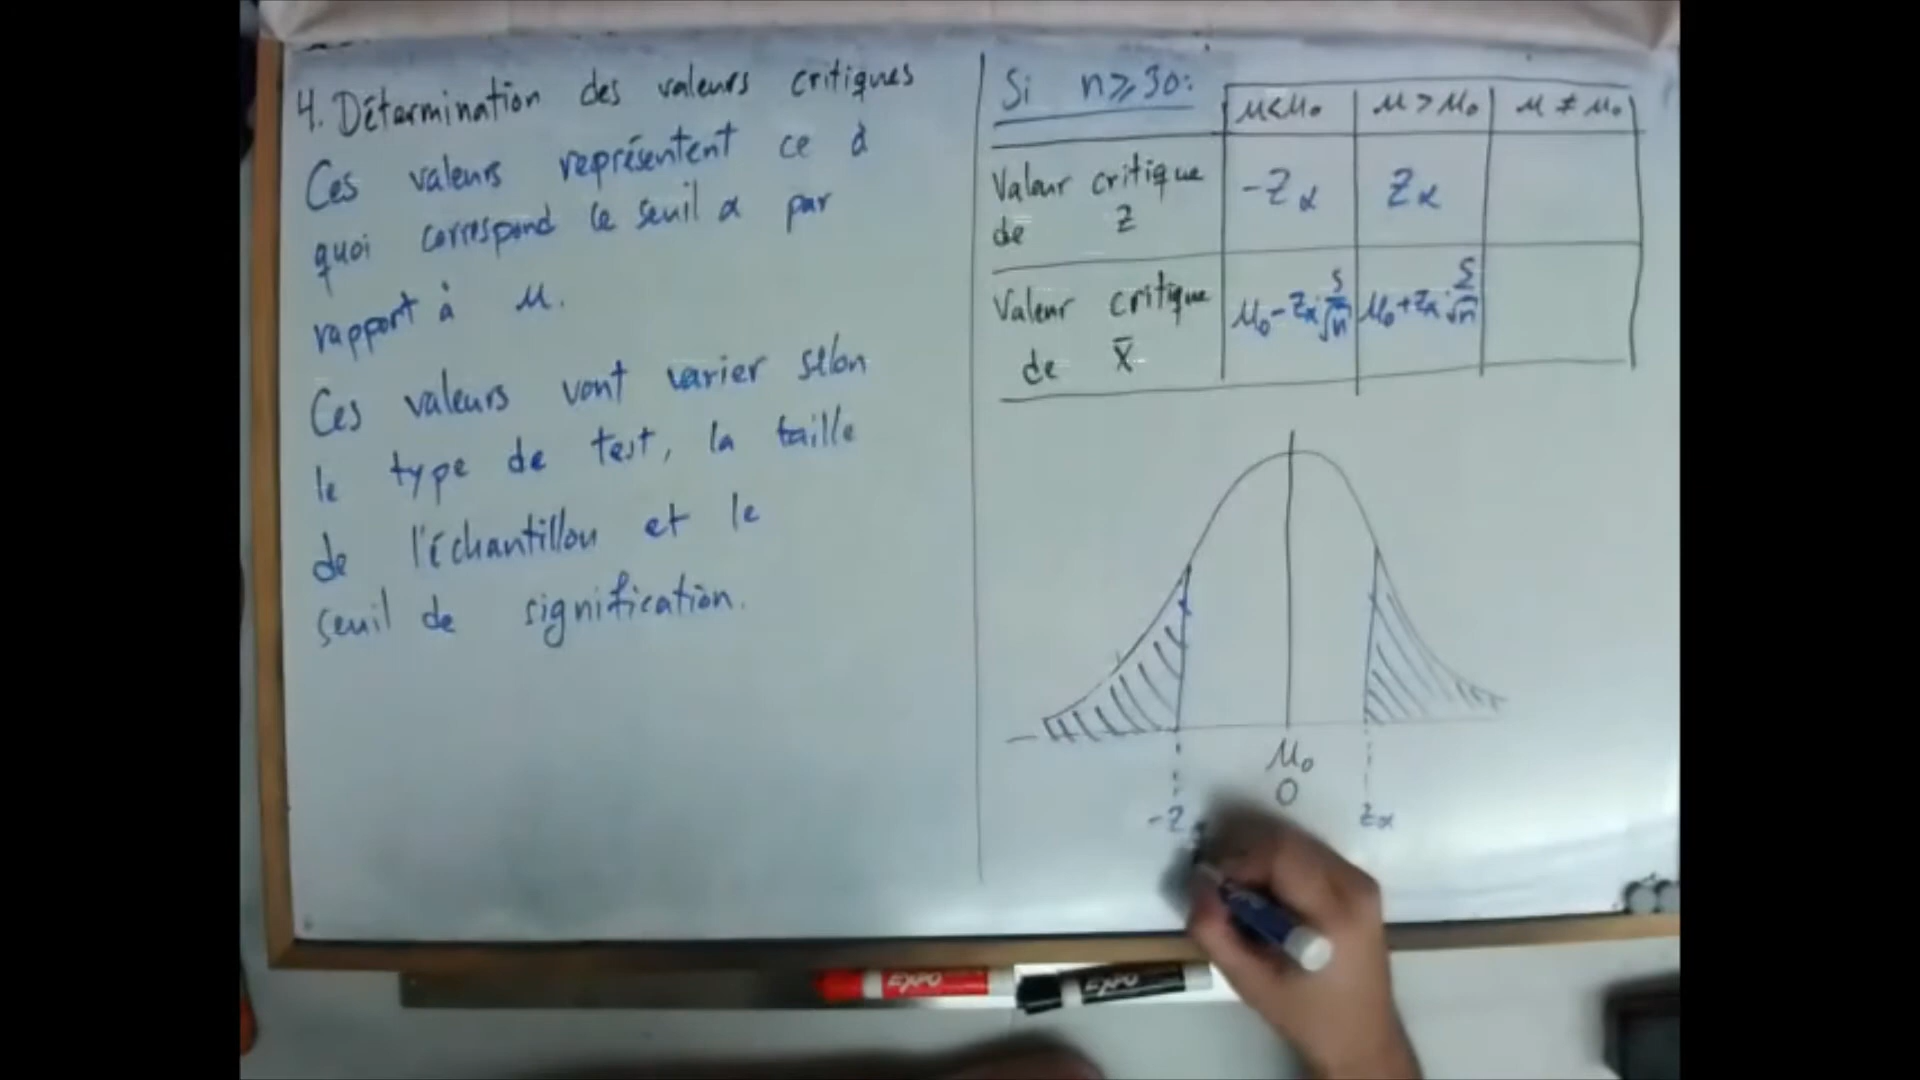 4. Détermination des valeurs critiques
Ces valeurs représentent ce à
quoi correspond le seuil α par
rapport à μ.
Ces valeurs vont varier selon
le type de test, la taille
de l'échantillon et le
seuil de signification.
Si n ≥ 30:
μ < μ₀ μ > μ₀ μ ≠ μ₀
Valeur critique
de Z
-Zα Zα
Valeur critique
de X̄
μ₀ - Zα · s/√n μ₀ + Zα · s/√n
μ₀
0
-Z
Zα
EXPO
EXPO